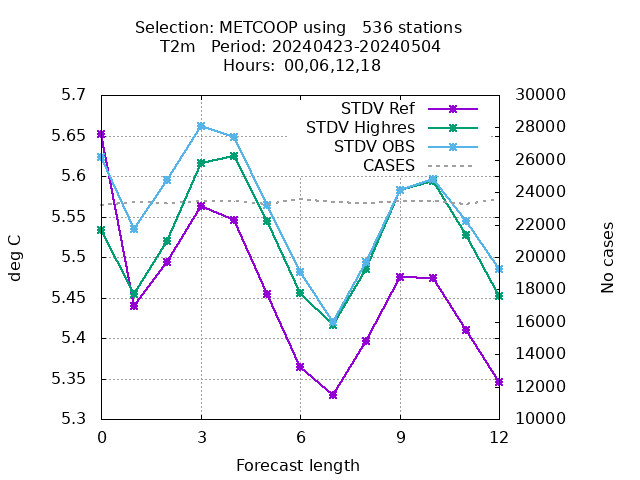 Selection: METCOOP using   536 stations
T2m   Period: 20240423-20240504
Hours: 00,06,12,18
5.7
5.65
5.6
5.55
5.5
5.45
5.4
5.35
5.3
30000
28000
26000
24000
22000
20000
18000
16000
14000
12000
10000
STDV Ref
STDV Highres
STDV OBS
CASES
deg C
No cases
0 3 6 9 12
Forecast length